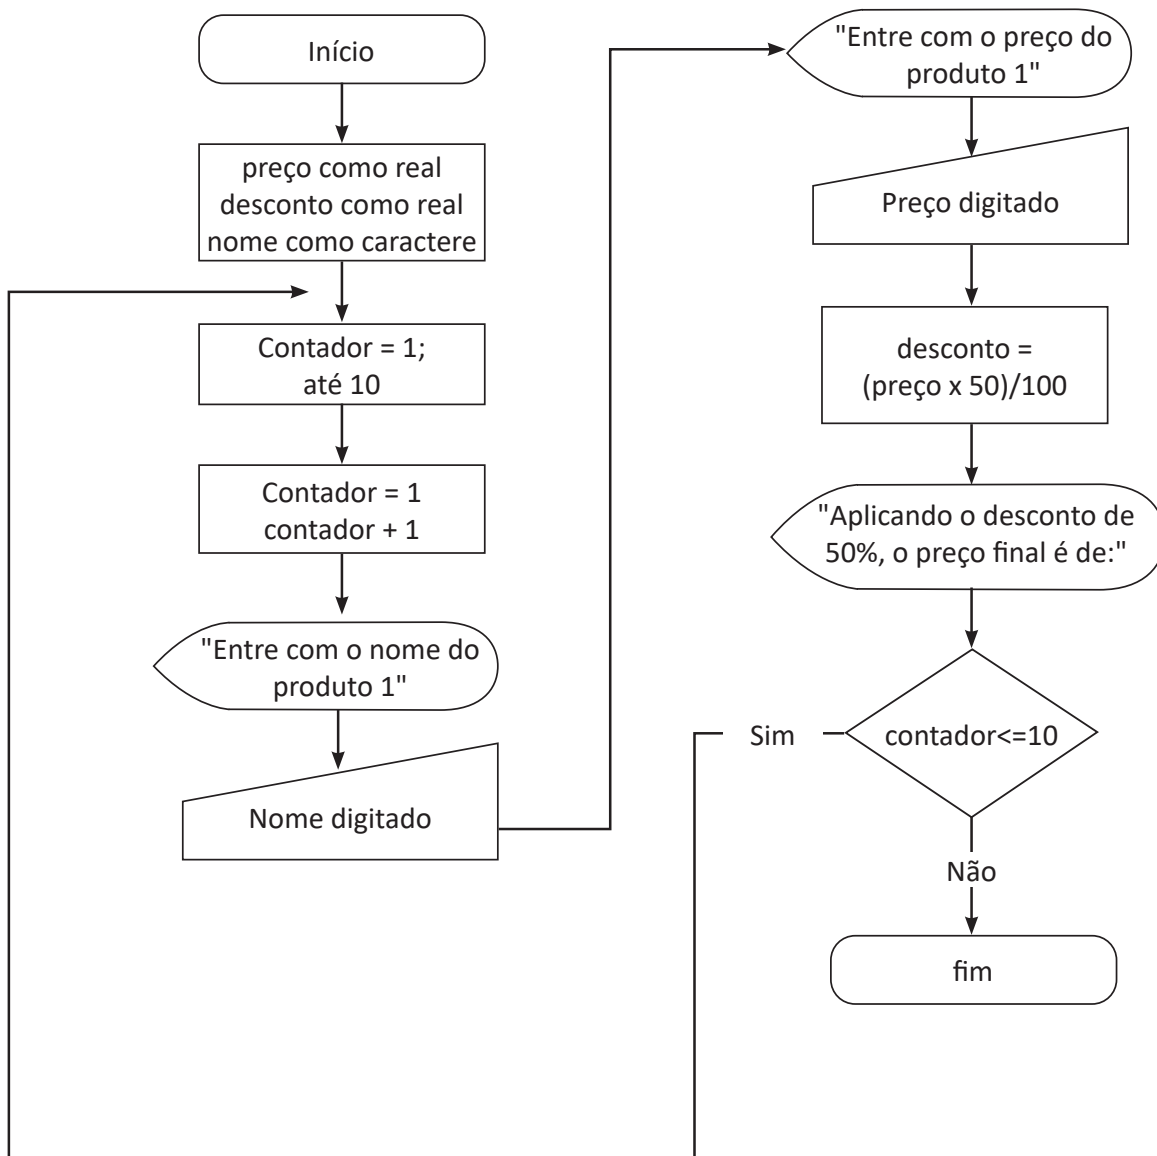 Início
preço como real
desconto como real
nome como caractere
Contador = 1;
até 10
Contador = 1
contador + 1
"Entre com o nome do
produto 1"
Nome digitado
"Entre com o preço do
produto 1"
Preço digitado
desconto =
(preço x 50)/100
"Aplicando o desconto de
50%, o preço final é de:"
contador<=10
Sim
Não
fim